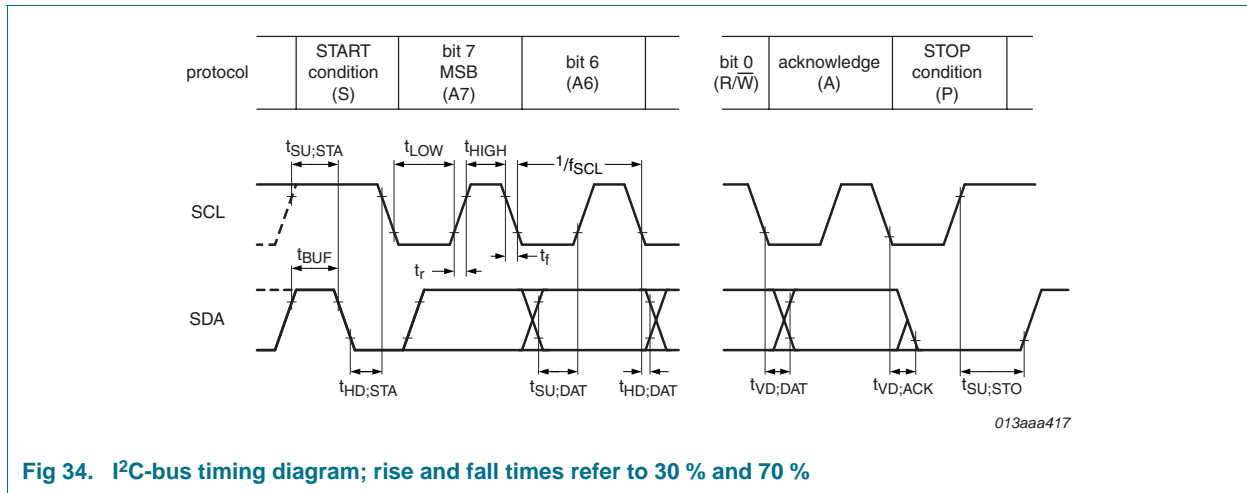 protocol
START
condition
(S)
bit 7
MSB
(A7)
bit 6
(A6)
bit 0
(R/W̅)
acknowledge
(A)
STOP
condition
(P)
tSU;STA
tLOW
tHIGH
1/fSCL
SCL
tBUF
tr
tf
SDA
tHD;STA
tSU;DAT
tHD;DAT
tVD;DAT
tVD;ACK
tSU;STO
013aaa417
Fig 34. I²C-bus timing diagram; rise and fall times refer to 30 % and 70 %